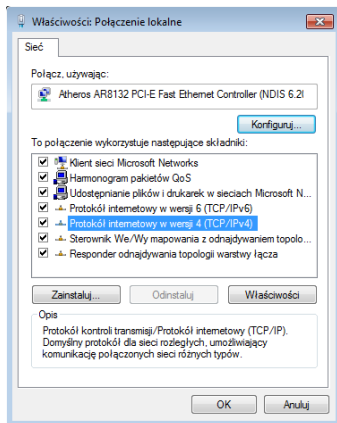 Właściwości: Połączenie lokalne
Sieć
Połącz, używając:
Atheros AR8132 PCI-E Fast Ethernet Controller (NDIS 6.2(
Konfiguruj...
To połączenie wykorzystuje następujące składniki:
Klient sieci Microsoft Networks
Harmonogram pakietów QoS
Udostępnianie plików i drukarek w sieciach Microsoft N...
Protokół internetowy w wersji 6 (TCP/IPv6)
Protokół internetowy w wersji 4 (TCP/IPv4)
Sterownik We/Wy mapowania z odnajdywaniem topolo...
Responder odnajdywania topologii warstwy łącza
Zainstaluj...
Odinstaluj
Właściwości
Opis
Protokół kontroli transmisji/Protokół internetowy (TCP/IP).
Domyślny protokół dla sieci rozległych, umożliwiający
komunikację połączonych sieci różnych typów.
OK
Anuluj